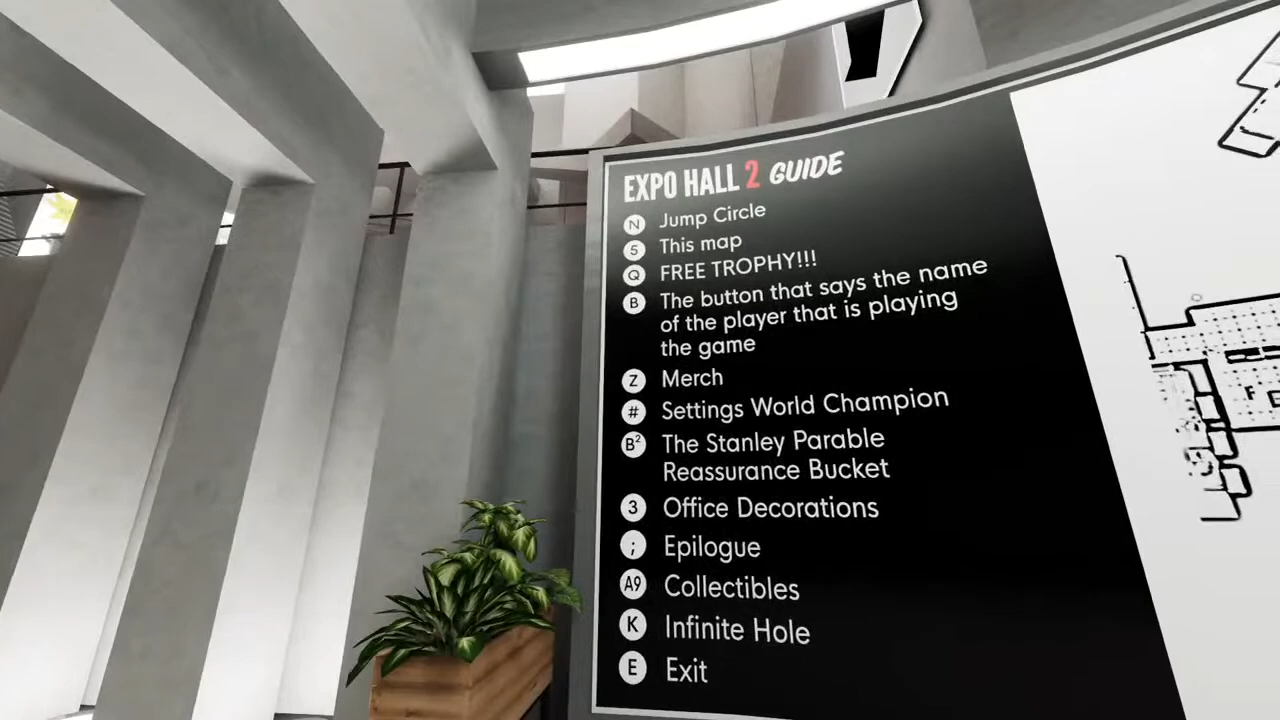 EXPO HALL 2 GUIDE
N Jump Circle
5 This map
Q FREE TROPHY!!!
B The button that says the name
of the player that is playing
the game
Z Merch
# Settings World Champion
B² The Stanley Parable
Reassurance Bucket
3 Office Decorations
; Epilogue
A9 Collectibles
K Infinite Hole
E Exit